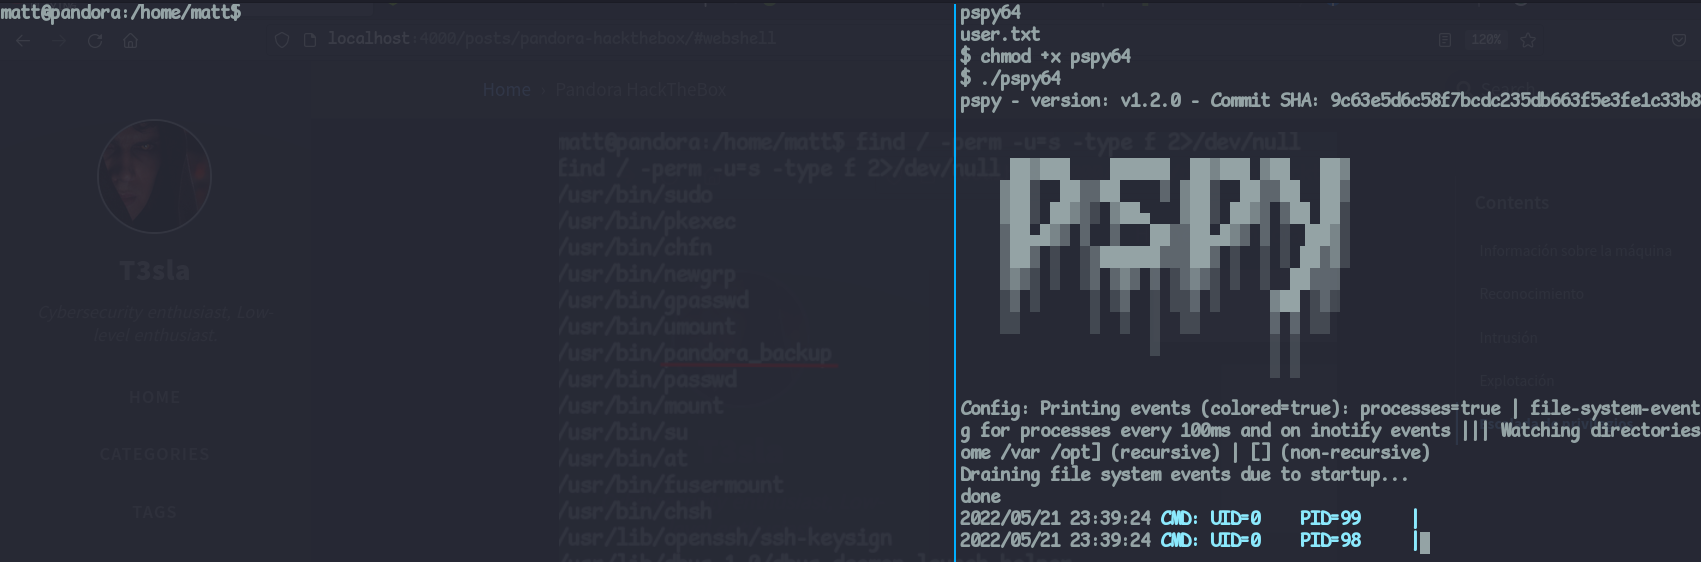 matt@pandora:/home/matt$
localhost:4000/posts/pandora-hackthebox/#webshell
120%
Home
Pandora HackTheBox
T3sla
Cybersecurity enthusiast, Low
level enthusiast
HOME
CATEGORIES
TAGS
matt@pandora:/home/matt$ find / -perm -u=s -type f 2>/dev/null
find / -perm -u=s -type f 2>/dev/null
/usr/bin/sudo
/usr/bin/pkexec
/usr/bin/chfn
/usr/bin/newgrp
/usr/bin/gpasswd
/usr/bin/umount
/usr/bin/pandora_backup
/usr/bin/passwd
/usr/bin/mount
/usr/bin/su
/usr/bin/at
/usr/bin/fusermount
/usr/bin/chsh
/usr/lib/openssh/ssh-keysign
Contents
Información sobre la máquina
Reconocimiento
Intrusión
Explotación
pspy64
user.txt
$ chmod +x pspy64
$ ./pspy64
pspy - version: v1.2.0 - Commit SHA: 9c63e5d6c58f7bcdc235db663f5e3fe1c33b8
pspy
Config: Printing events (colored=true): processes=true | file-system-event
g for processes every 100ms and on inotify events ||| Watching directories
ome /var /opt] (recursive) | [] (non-recursive)
Draining file system events due to startup...
done
2022/05/21 23:39:24 CMD: UID=0    PID=99     |
2022/05/21 23:39:24 CMD: UID=0    PID=98     |